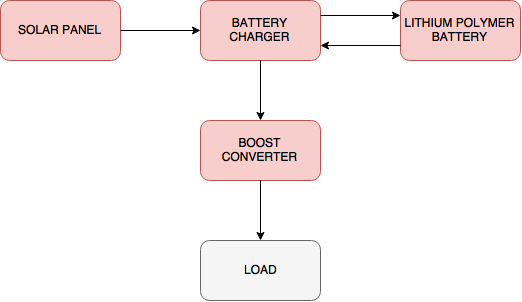 SOLAR PANEL
BATTERY
CHARGER
LITHIUM POLYMER
BATTERY
BOOST
CONVERTER
LOAD